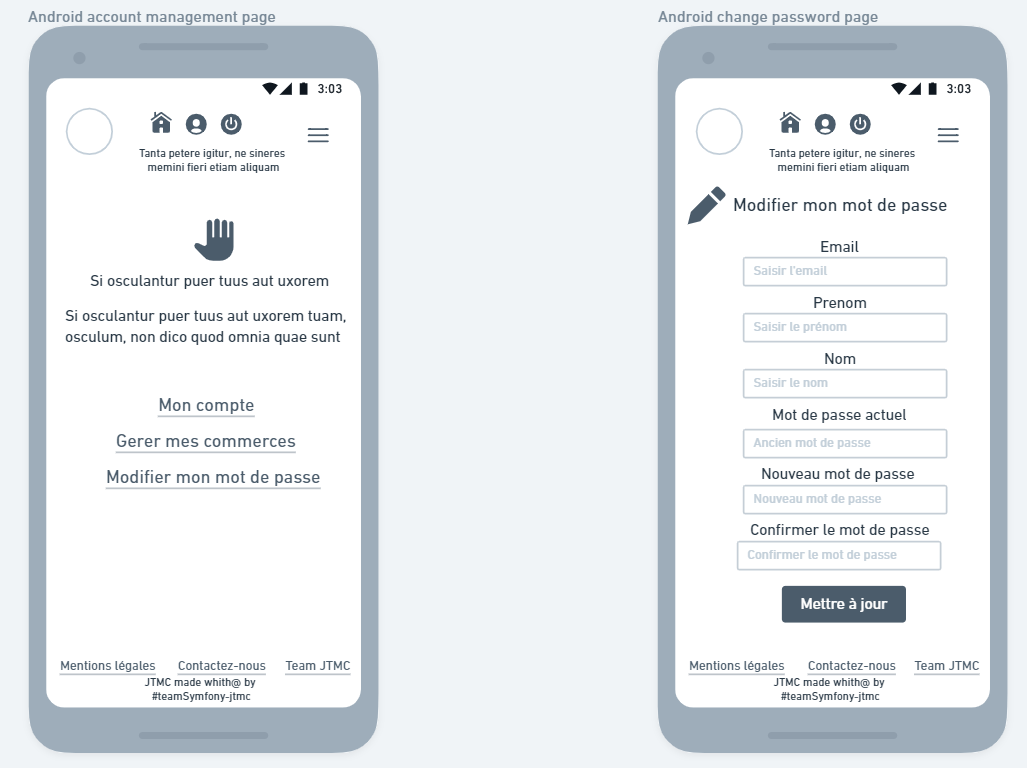 Android account management page
3:03
Tanta petere igitur, ne sineres
memini fieri etiam aliquam
Si osculantur puer tuus aut uxorem
Si osculantur puer tuus aut uxorem tuam,
osculum, non dico quod omnia quae sunt
Mon compte
Gerer mes commerces
Modifier mon mot de passe
Mentions légales Contactez-nous Team JTMC
JTMC made whith@ by
#teamSymfony-jtmc
Android change password page
3:03
Tanta petere igitur, ne sineres
memini fieri etiam aliquam
Modifier mon mot de passe
Email
Saisir l'email
Prenom
Saisir le prénom
Nom
Saisir le nom
Mot de passe actuel
Ancien mot de passe
Nouveau mot de passe
Nouveau mot de passe
Confirmer le mot de passe
Confirmer le mot de passe
Mettre à jour
Mentions légales Contactez-nous Team JTMC
JTMC made whith@ by
#teamSymfony-jtmc